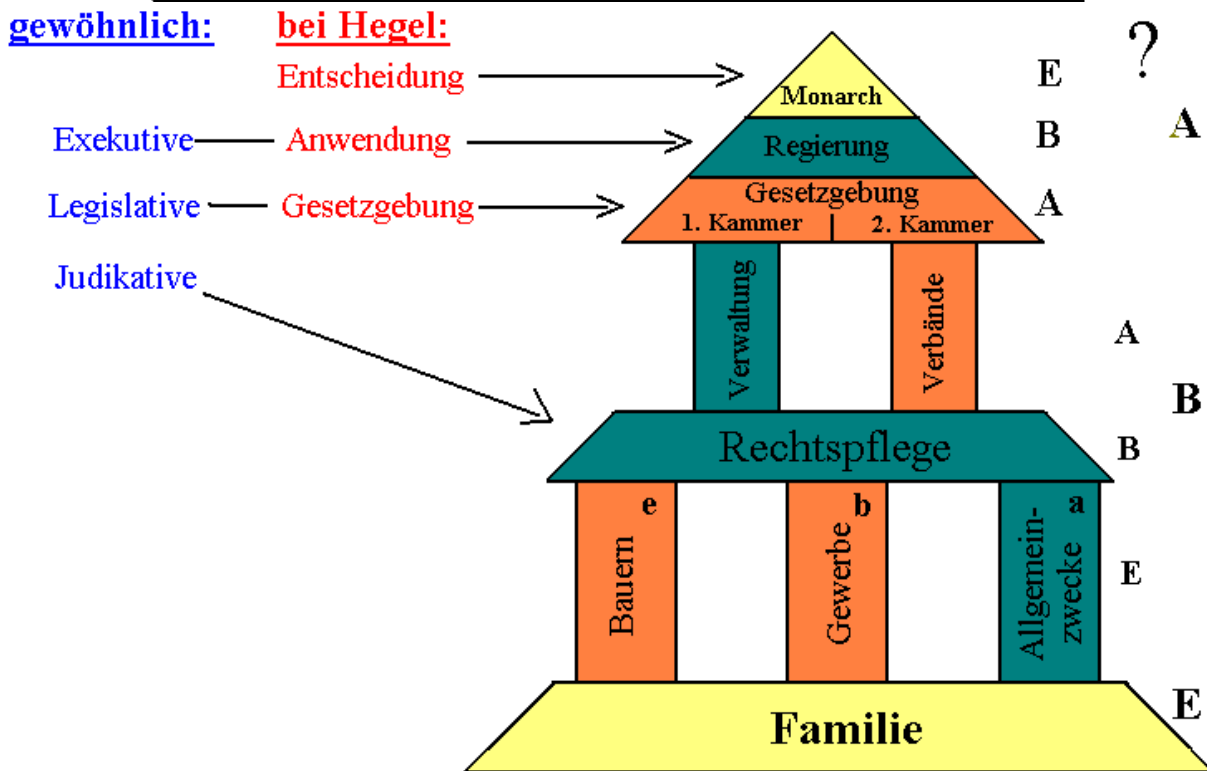 gewöhnlich: bei Hegel: ?
Entscheidung Monarch E
A
Exekutive Anwendung Regierung B
Legislative Gesetzgebung Gesetzgebung A
1. Kammer 2. Kammer
Judikative
Verwaltung Verbände A
B
Rechtspflege B
e b a
Bauern Gewerbe Allgemein-
zwecke
E
E
Familie